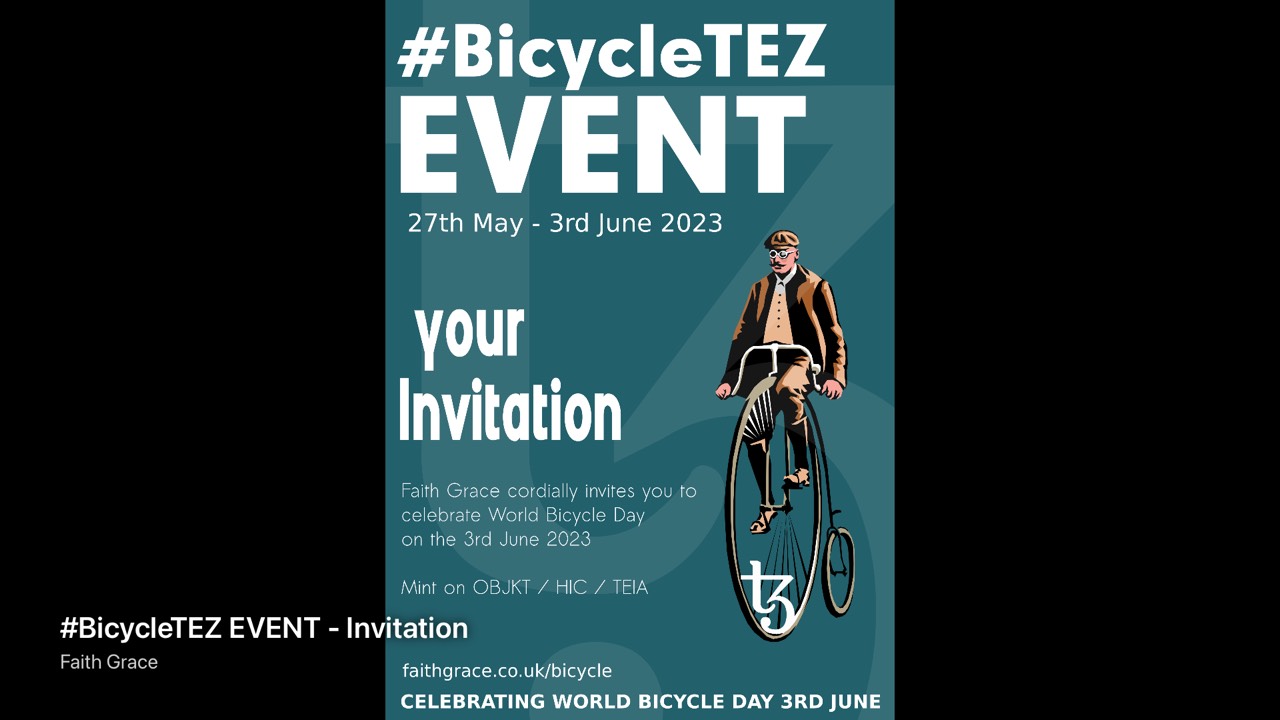 #BicycleTEZ
EVENT
27th May - 3rd June 2023
your
Invitation
Faith Grace cordially invites you to
celebrate World Bicycle Day
on the 3rd June 2023
Mint on OBJKT / HIC / TEIA
#BicycleTEZ EVENT - Invitation
Faith Grace
faithgrace.co.uk/bicycle
CELEBRATING WORLD BICYCLE DAY 3RD JUNE